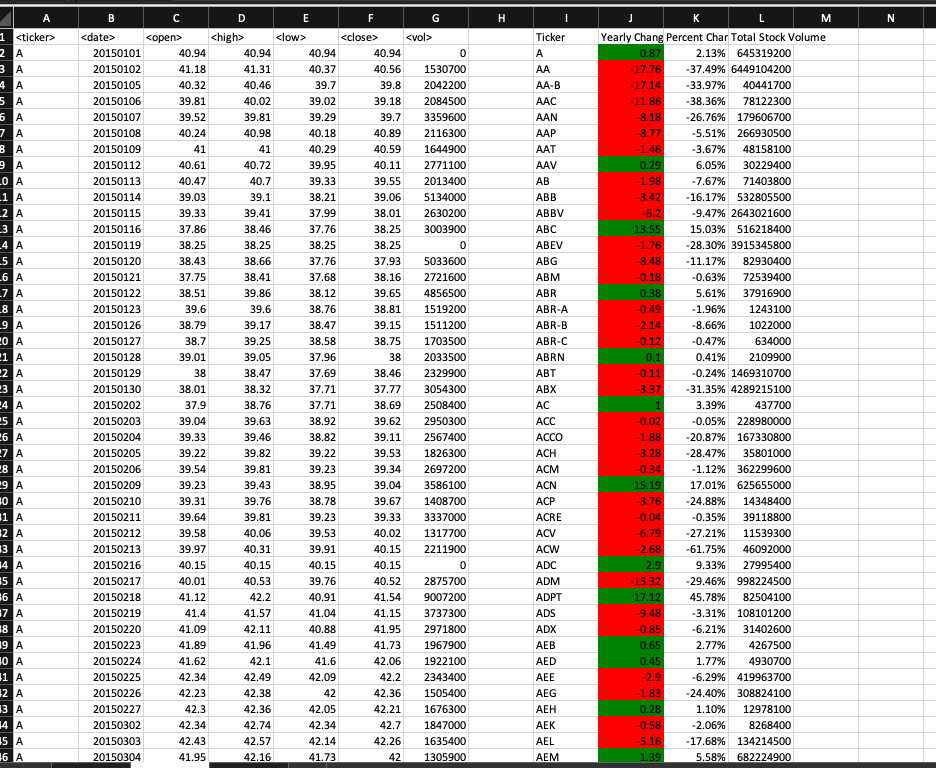 A B C D E F G H I J K L M N
1 <ticker> <date> <open> <high> <low> <close> <vol> Ticker Yearly Chang Percent Char Total Stock Volume
2 A 20150101 40.94 40.94 40.94 40.94 0 A 0.87 2.13% 645319200
3 A 20150102 41.18 41.31 40.37 40.56 1530700 AA -17.76 -37.49% 6449104200
4 A 20150105 40.32 40.46 39.7 39.8 2042200 AA-B -17.14 -33.97% 40441700
5 A 20150106 39.81 40.02 39.02 39.18 2084500 AAC -11.86 -38.36% 78122300
6 A 20150107 39.52 39.81 39.29 39.7 3359600 AAN -8.18 -26.76% 179606700
7 A 20150108 40.24 40.98 40.18 40.89 2116300 AAP -8.77 -5.51% 266930500
8 A 20150109 41 41 40.29 40.59 1644900 AAT -1.46 -3.67% 48158100
9 A 20150112 40.61 40.72 39.95 40.11 2771100 AAV 0.29 6.05% 30229400
10 A 20150113 40.47 40.7 39.33 39.55 2013400 AB -1.98 -7.67% 71403800
11 A 20150114 39.03 39.1 38.21 39.06 5134000 ABB -3.42 -16.17% 532805500
12 A 20150115 39.33 39.41 37.99 38.01 2630200 ABBV -6.2 -9.47% 2643021600
13 A 20150116 37.86 38.46 37.76 38.25 3003900 ABC 13.55 15.03% 516218400
14 A 20150119 38.25 38.25 38.25 38.25 0 ABEV -1.76 -28.30% 3915345800
15 A 20150120 38.43 38.66 37.76 37.93 5033600 ABG -8.48 -11.17% 82930400
16 A 20150121 37.75 38.41 37.68 38.16 2721600 ABM -0.18 -0.63% 72539400
17 A 20150122 38.51 39.86 38.12 39.65 4856500 ABR 0.38 5.61% 37916900
18 A 20150123 39.6 39.6 38.76 38.81 1519200 ABR-A -0.49 -1.96% 1243100
19 A 20150126 38.79 39.17 38.47 39.15 1511200 ABR-B -2.14 -8.66% 1022000
20 A 20150127 38.7 39.25 38.58 38.75 1703500 ABR-C -0.12 -0.47% 634000
21 A 20150128 39.01 39.05 37.96 38 2033500 ABRN 0.1 0.41% 2109900
22 A 20150129 38 38.47 37.69 38.46 2329900 ABT -0.11 -0.24% 1469310700
23 A 20150130 38.01 38.32 37.71 37.77 3054300 ABX -3.37 -31.35% 4289215100
24 A 20150202 37.9 38.76 37.71 38.69 2508400 AC 1 3.39% 437700
25 A 20150203 39.04 39.63 38.92 39.62 2950300 ACC -0.02 -0.05% 228980000
26 A 20150204 39.33 39.46 38.82 39.11 2567400 ACCO -1.88 -20.87% 167330800
27 A 20150205 39.22 39.82 39.22 39.53 1826300 ACH -3.28 -28.47% 35801000
28 A 20150206 39.54 39.81 39.23 39.34 2697200 ACM -0.34 -1.12% 362299600
29 A 20150209 39.23 39.43 38.95 39.04 3586100 ACN 15.19 17.01% 625655000
30 A 20150210 39.31 39.76 38.78 39.67 1408700 ACP -3.76 -24.88% 14348400
31 A 20150211 39.64 39.81 39.23 39.33 3337000 ACRE -0.04 -0.35% 39118800
32 A 20150212 39.58 40.06 39.53 40.02 1317700 ACV -6.79 -27.21% 11539300
33 A 20150213 39.97 40.31 39.91 40.15 2211900 ACW -2.68 -61.75% 46092000
34 A 20150216 40.15 40.15 40.15 40.15 0 ADC 2.9 9.33% 27995400
35 A 20150217 40.01 40.53 39.76 40.52 2875700 ADM -15.32 -29.46% 998224500
36 A 20150218 41.12 42.2 40.91 41.54 9007200 ADPT 17.12 45.78% 82504100
37 A 20150219 41.4 41.57 41.04 41.15 3737300 ADS -9.48 -3.31% 108101200
38 A 20150220 41.09 42.11 40.88 41.95 2971800 ADX -0.85 -6.21% 31402600
39 A 20150223 41.89 41.96 41.49 41.73 1967900 AEB 0.65 2.77% 4267500
40 A 20150224 41.62 42.1 41.6 42.06 1922100 AED 0.45 1.77% 4930700
41 A 20150225 42.34 42.49 42.09 42.2 2343400 AEE -2.9 -6.29% 419963700
42 A 20150226 42.23 42.38 42 42.36 1505400 AEG -1.83 -24.40% 308824100
43 A 20150227 42.3 42.36 42.05 42.21 1676300 AEH 0.28 1.10% 12978100
44 A 20150302 42.34 42.74 42.34 42.7 1847000 AEK -0.58 -2.06% 8268400
45 A 20150303 42.43 42.57 42.14 42.26 1635400 AEL -5.16 -17.68% 134214500
46 A 20150304 41.95 42.16 41.73 42 1305900 AEM 1.39 5.58% 682224900